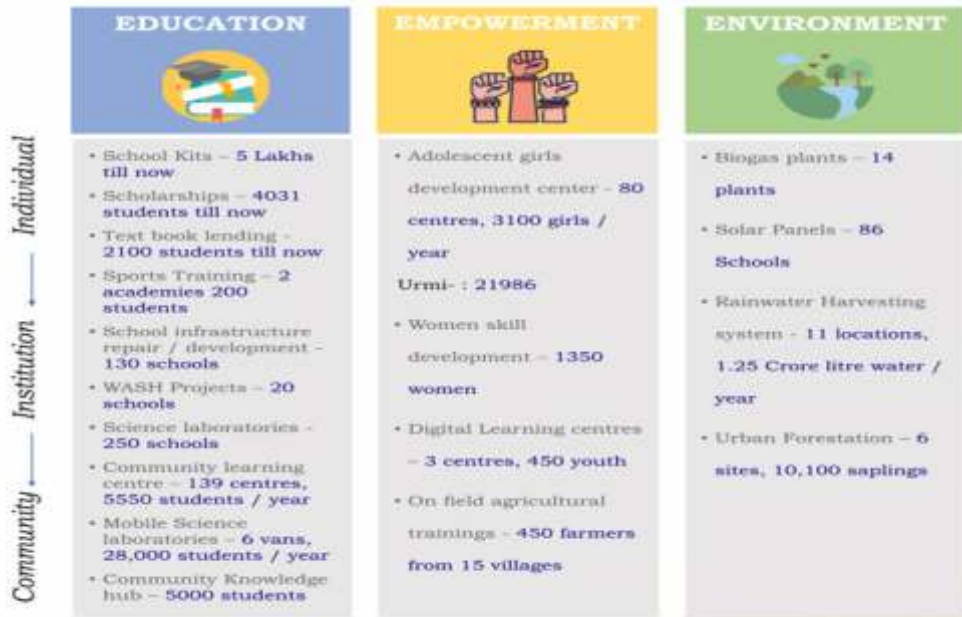 EDUCATION
• School Kits – 5 Lakhs
till now
• Scholarships – 4031
students till now
• Text book lending -
2100 students till now
• Sports Training – 2
academies 200
students
• School infrastructure
repair / development –
130 schools
• WASH Projects – 20
schools
• Science laboratories -
250 schools
• Community learning
centre – 139 centres,
5550 students / year
• Mobile Science
laboratories – 6 vans,
28,000 students / year
• Community Knowledge
hub – 5000 students
EMPOWERMENT
• Adolescent girls
development center - 80
centres, 3100 girls /
year
Urmi- : 21986
• Women skill
development – 1350
women
• Digital Learning centres
– 3 centres, 450 youth
• On field agricultural
trainings - 450 farmers
from 15 villages
ENVIRONMENT
• Biogas plants – 14
plants
• Solar Panels – 86
Schools
• Rainwater Harvesting
system - 11 locations,
1.25 Crore litre water /
year
• Urban Forestation – 6
sites, 10,100 saplings
Individual
Institution
Community